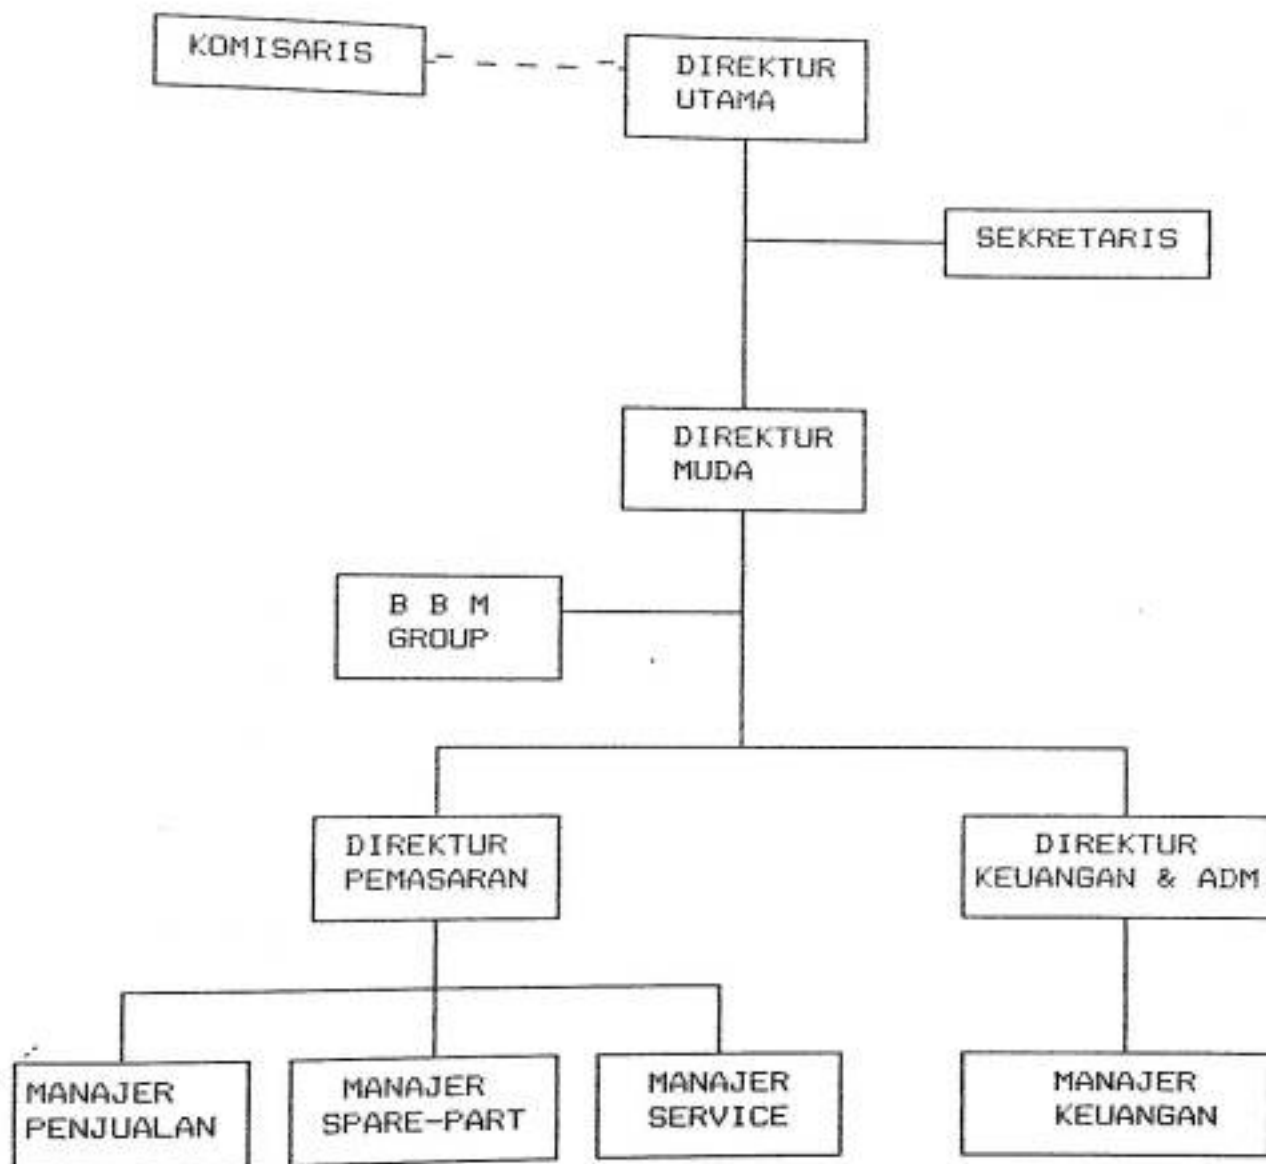 KOMISARIS
DIREKTUR
UTAMA
SEKRETARIS
DIREKTUR
MUDA
B B M
GROUP
DIREKTUR
PEMASARAN
DIREKTUR
KEUANGAN & ADM
MANAJER
PENJUALAN
MANAJER
SPARE-PART
MANAJER
SERVICE
MANAJER
KEUANGAN